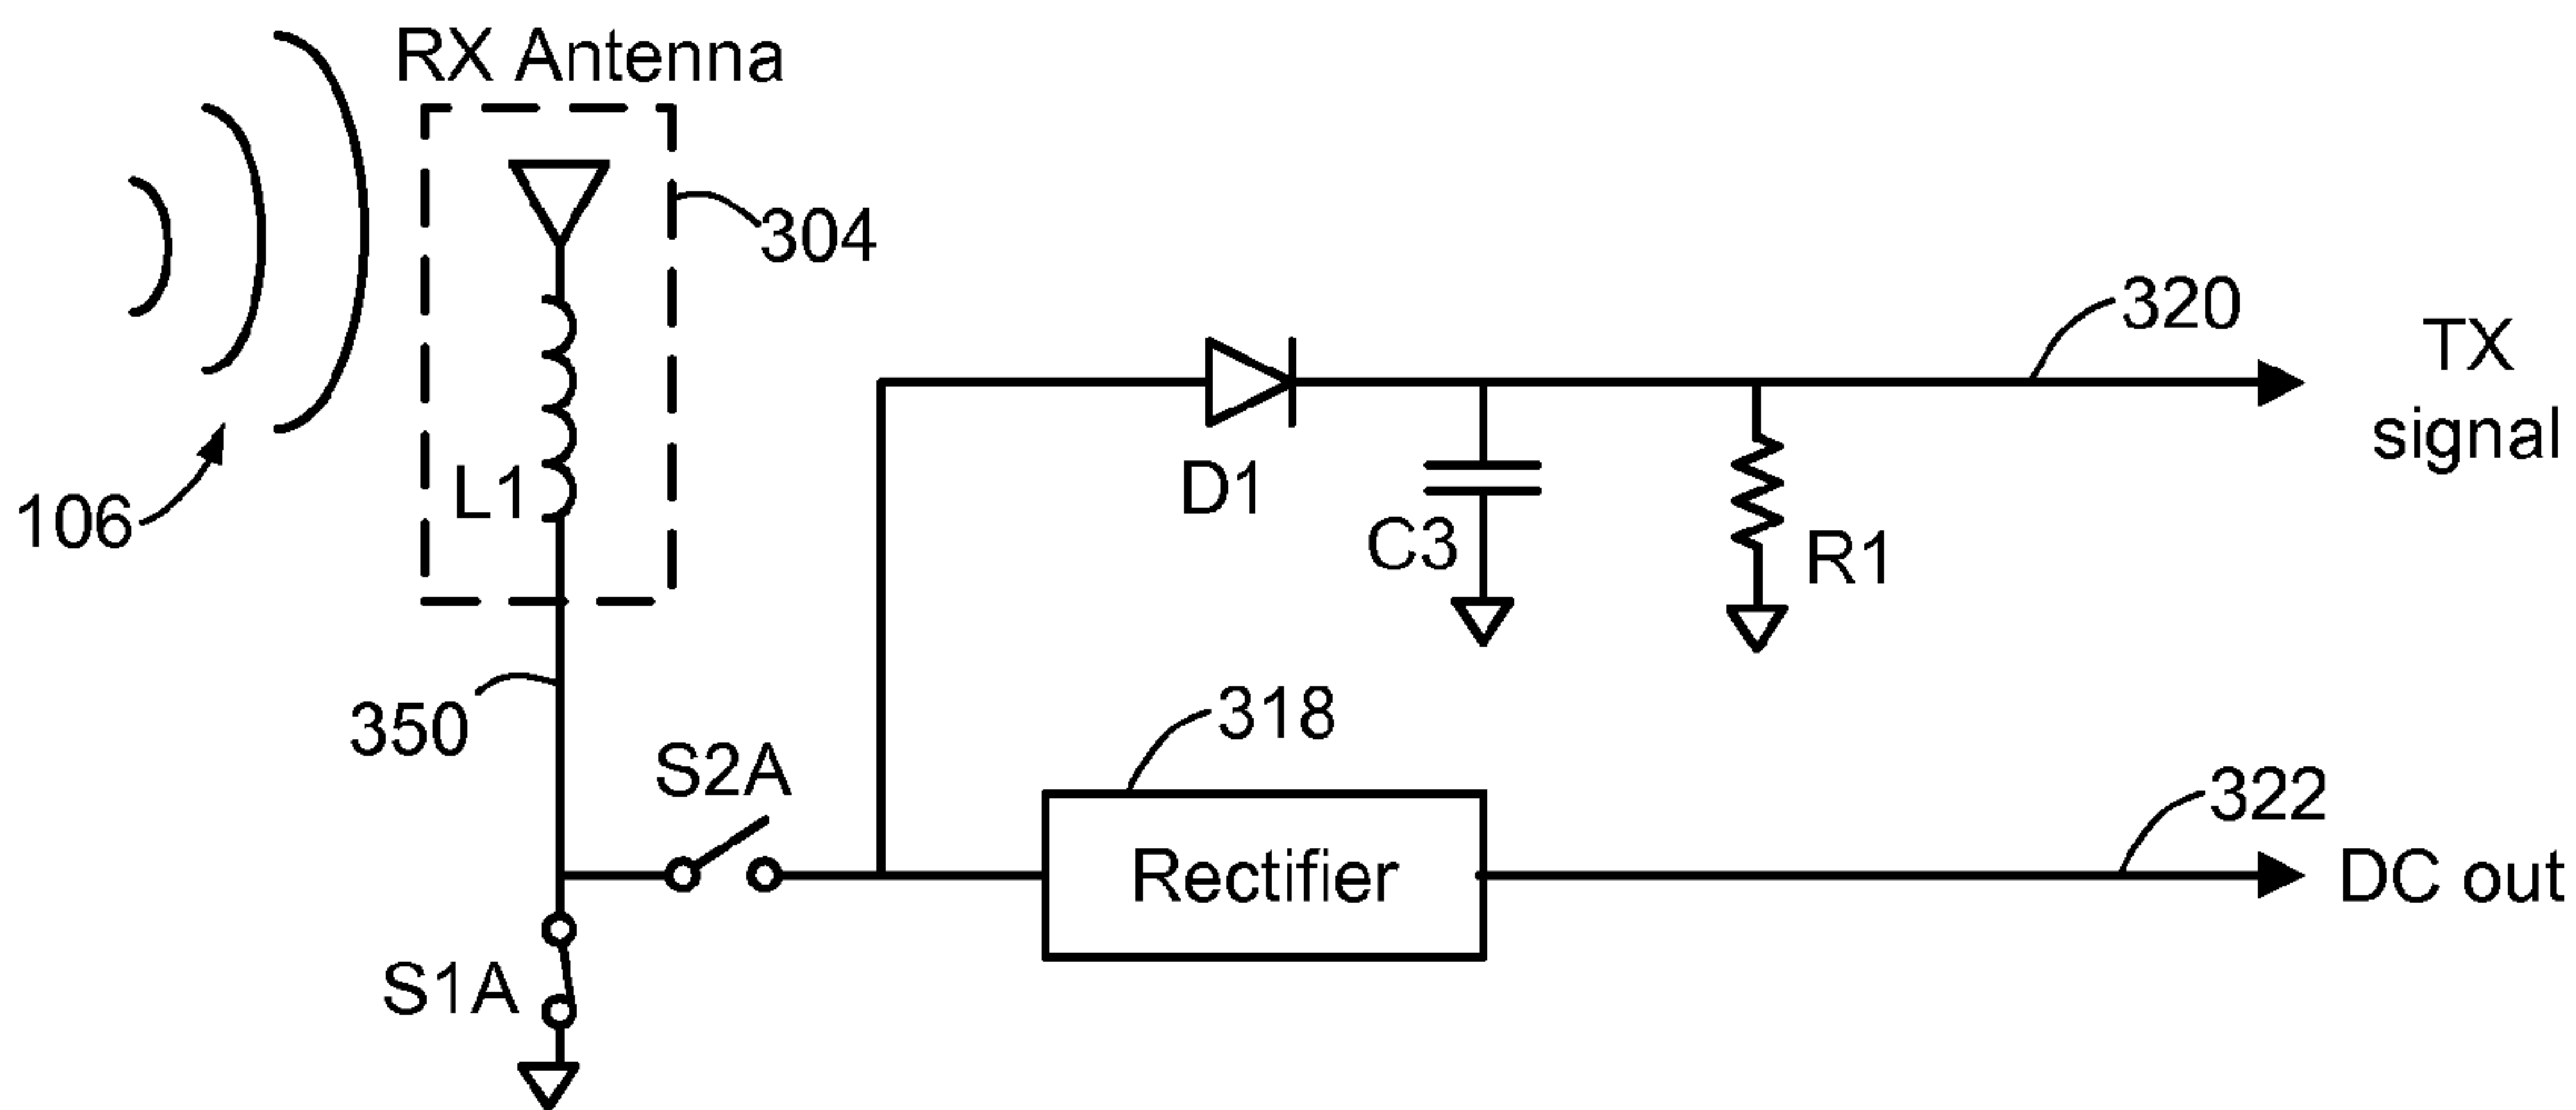 RX Antenna
304
L1
106
320
TX
signal
D1
C3
R1
350
318
S2A
322
Rectifier
DC out
S1A